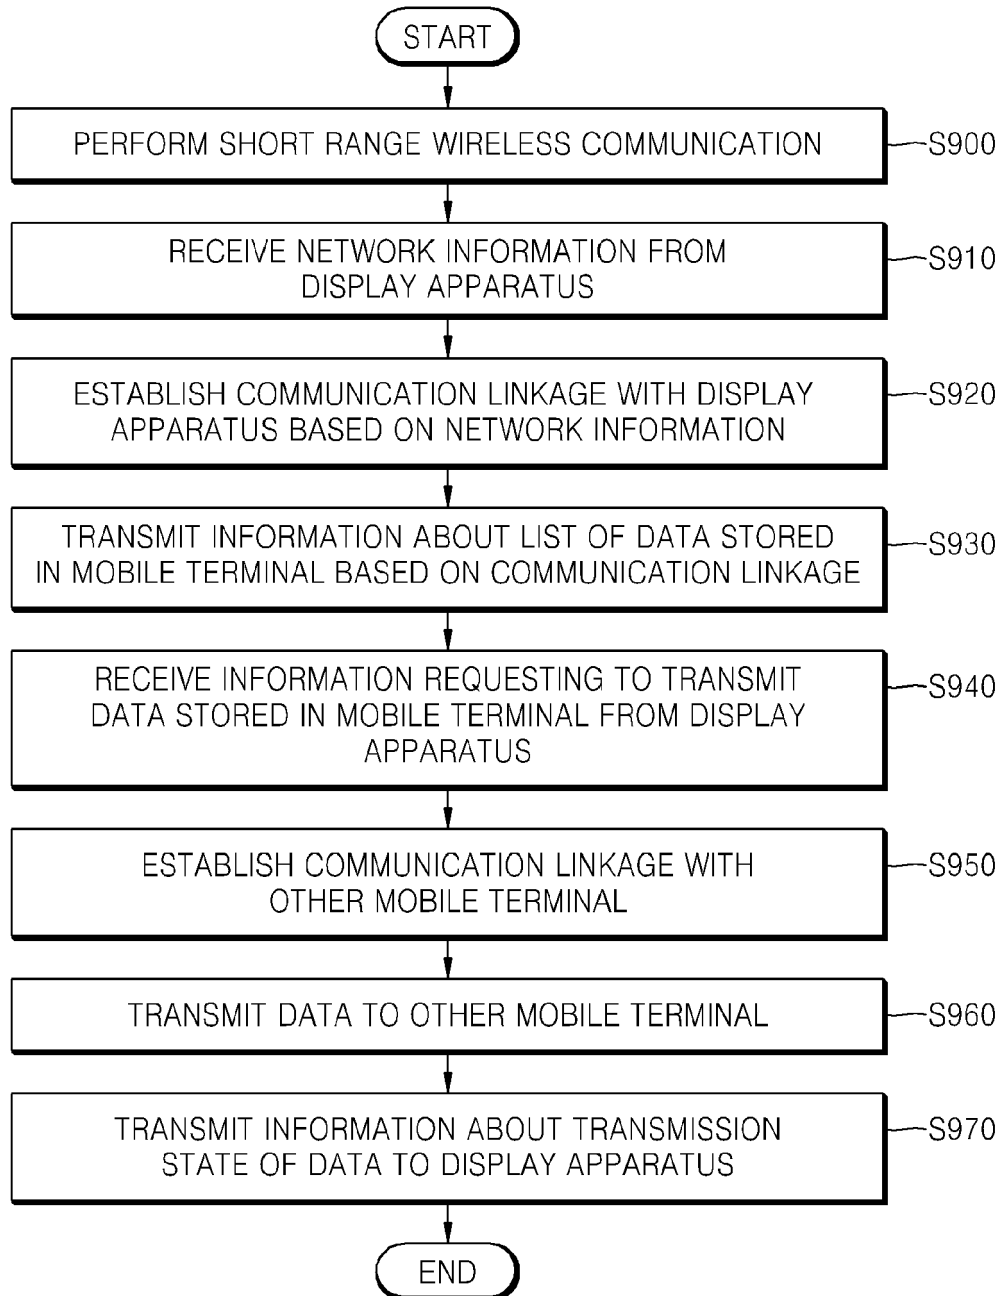 START
PERFORM SHORT RANGE WIRELESS COMMUNICATION
S900
RECEIVE NETWORK INFORMATION FROM
DISPLAY APPARATUS
S910
ESTABLISH COMMUNICATION LINKAGE WITH DISPLAY
APPARATUS BASED ON NETWORK INFORMATION
S920
TRANSMIT INFORMATION ABOUT LIST OF DATA STORED
IN MOBILE TERMINAL BASED ON COMMUNICATION LINKAGE
S930
RECEIVE INFORMATION REQUESTING TO TRANSMIT
DATA STORED IN MOBILE TERMINAL FROM DISPLAY
APPARATUS
S940
ESTABLISH COMMUNICATION LINKAGE WITH
OTHER MOBILE TERMINAL
S950
TRANSMIT DATA TO OTHER MOBILE TERMINAL
S960
TRANSMIT INFORMATION ABOUT TRANSMISSION
STATE OF DATA TO DISPLAY APPARATUS
S970
END